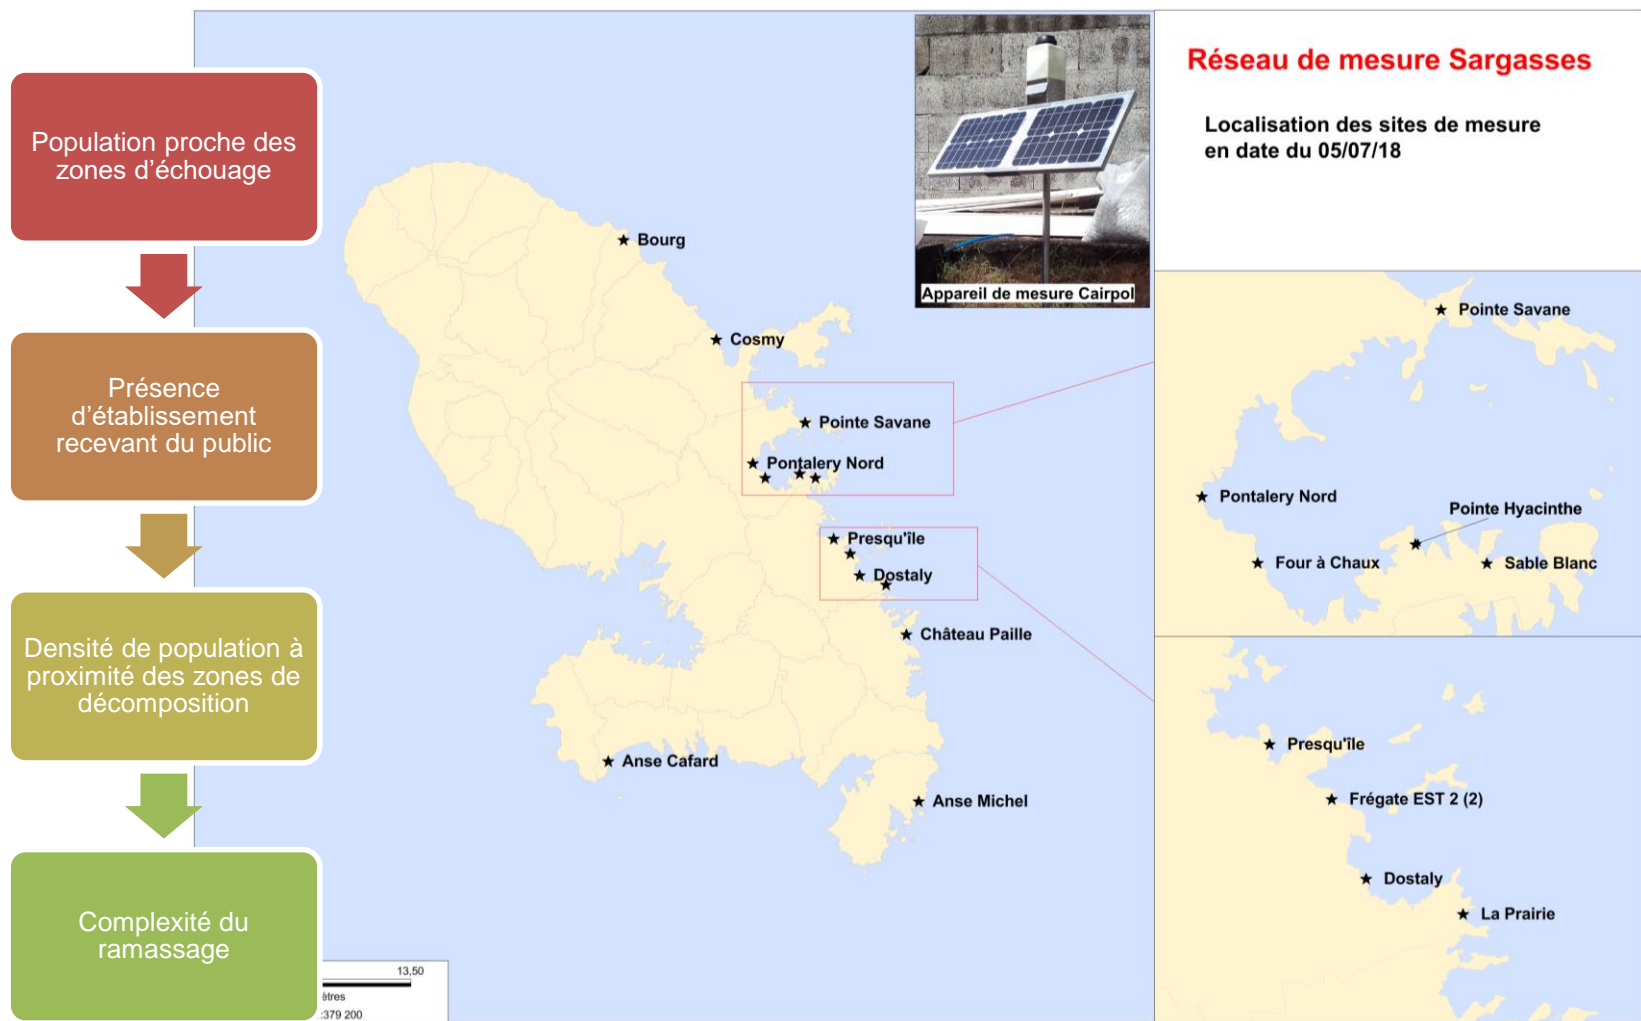 Population proche des
zones d'échouage
Présence
d'établissement
recevant du public
Densité de population à
proximité des zones de
décomposition
Complexité du
ramassage
Bourg
Cosmy
Pointe Savane
Pontalery Nord
Presqu'île
Dostaly
Château Paille
Anse Cafard
Anse Michel
13,50
ètres
:379 200
Appareil de mesure Cairpol
Réseau de mesure Sargasses
Localisation des sites de mesure
en date du 05/07/18
Pointe Savane
Pontalery Nord
Pointe Hyacinthe
Four à Chaux
Sable Blanc
Presqu'île
Frégate EST 2 (2)
Dostaly
La Prairie